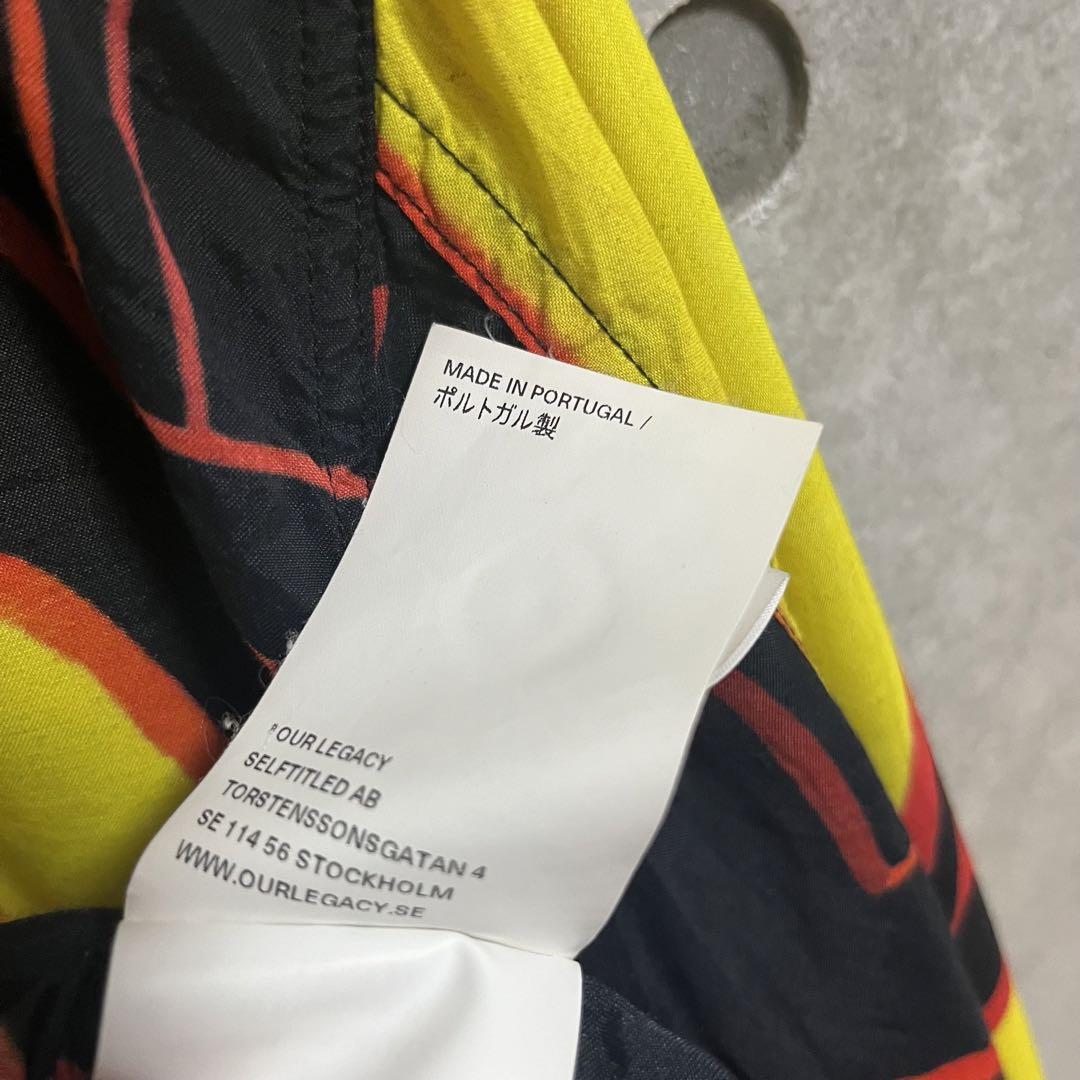 MADE IN PORTUGAL /
ポルトガル製
OUR LEGACY
SELFTITLED AB
TORSTENSSONSGATAN 4
SE 114 56 STOCKHOLM
WWW.OURLEGACY.SE